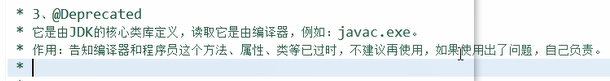 * 3、@Deprecated
* 它是由JDK的核心类库定义，读取它是由编译器，例如：javac.exe。
* 作用：告知编译器和程序员这个方法、属性、类等已过时，不建议再使用，如果使用出了问题，自己负责。
*